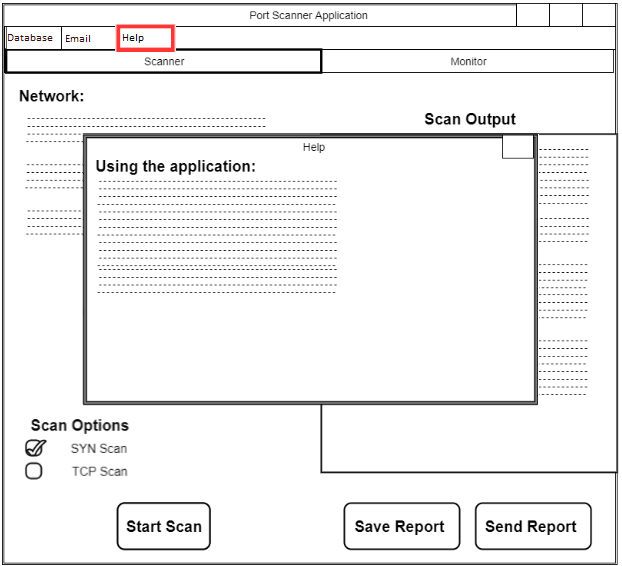 Port Scanner Application
Database Email Help
Scanner Monitor
Network:
Scan Output
Help
Using the application:
Scan Options
SYN Scan
TCP Scan
Start Scan Save Report Send Report